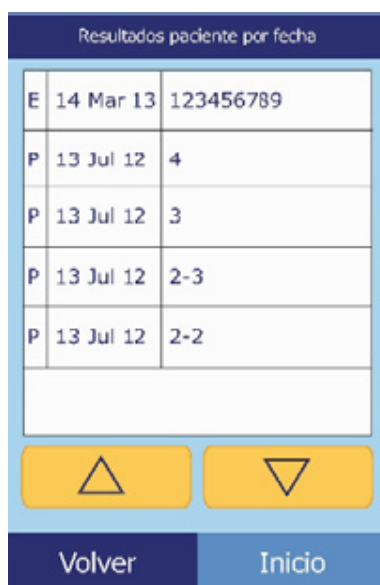 Resultados paciente por fecha
E 14 Mar 13 123456789
P 13 Jul 12 4
P 13 Jul 12 3
P 13 Jul 12 2-3
P 13 Jul 12 2-2
Volver Inicio